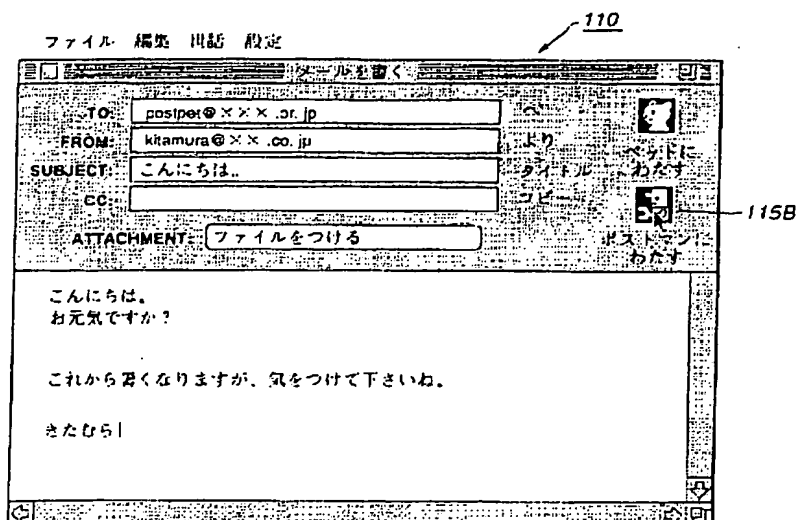 110
ファイル 編集 世話 設定
メールを書く
TO: postpet@×××.or.jp へ
FROM: kitamura@××.co.jp より
SUBJECT: こんにちは.. タイトル
CC: コピー
ATTACHMENT: ファイルをつける
ペットに
わたす
115B
ポストマンに
わたす
こんにちは。
お元気ですか?
これから暑くなりますが、気をつけて下さいね。
きたむら